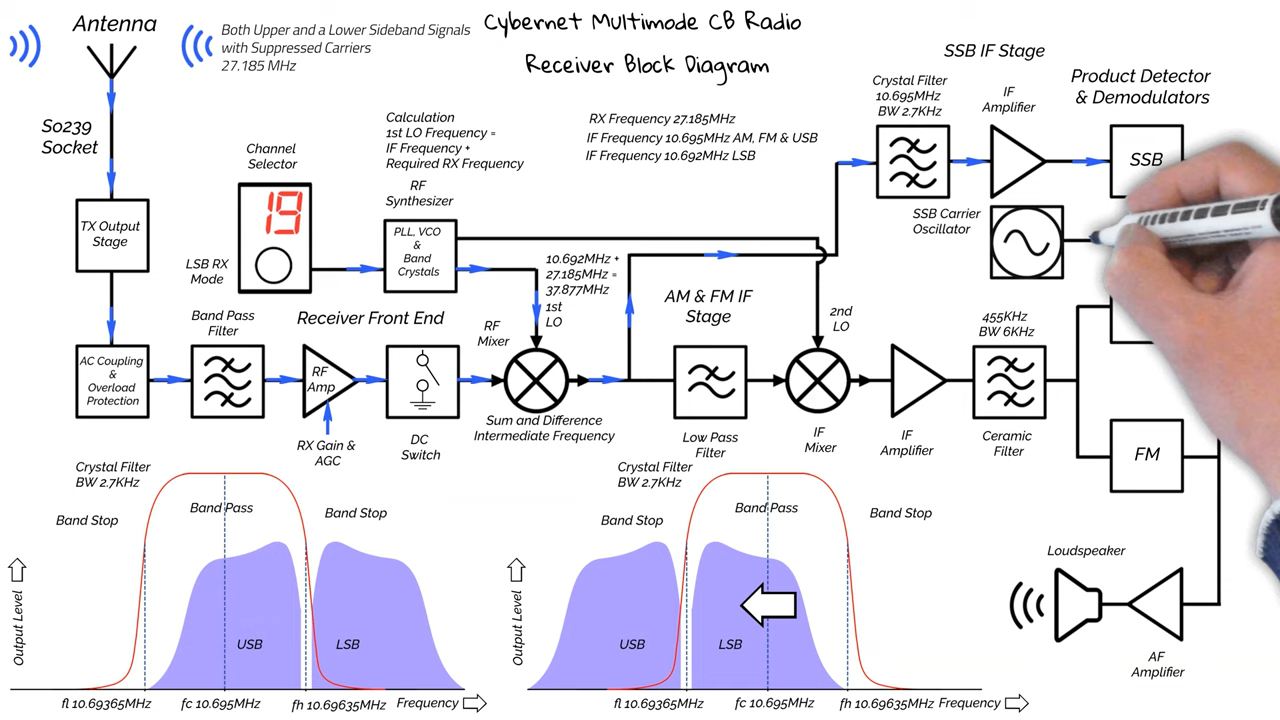 Cybernet Multimode CB Radio
Receiver Block Diagram
Antenna
Both Upper and a Lower Sideband Signals
with Suppressed Carriers
27.185 MHz
So239
Socket
TX Output
Stage
AC Coupling
&
Overload
Protection
Channel
Selector
19
LSB RX
Mode
Calculation
1st LO Frequency =
IF Frequency +
Required RX Frequency
RF
Synthesizer
PLL, VCO
&
Band
Crystals
RX Frequency 27.185MHz
IF Frequency 10.695MHz AM, FM & USB
IF Frequency 10.692MHz LSB
10.692MHz +
27.185MHz =
37.877MHz
1st
LO
Band Pass
Filter
Receiver Front End
RF
Amp
RX Gain &
AGC
DC
Switch
RF
Mixer
Sum and Difference
Intermediate Frequency
AM & FM IF
Stage
Low Pass
Filter
2nd
LO
IF
Mixer
IF
Amplifier
455KHz
BW 6KHz
Ceramic
Filter
SSB IF Stage
Crystal Filter
10.695MHz
BW 2.7KHz
IF
Amplifier
Product Detector
& Demodulators
SSB
SSB Carrier
Oscillator
FM
Loudspeaker
AF
Amplifier
Crystal Filter
BW 2.7KHz
Band Stop
Band Pass
Band Stop
Output Level
USB
LSB
fl 10.69365MHz
fc 10.695MHz
fh 10.69635MHz
Frequency
Crystal Filter
BW 2.7KHz
Band Stop
Band Pass
Band Stop
Output Level
USB
LSB
fl 10.69365MHz
fc 10.695MHz
fh 10.69635MHz
Frequency